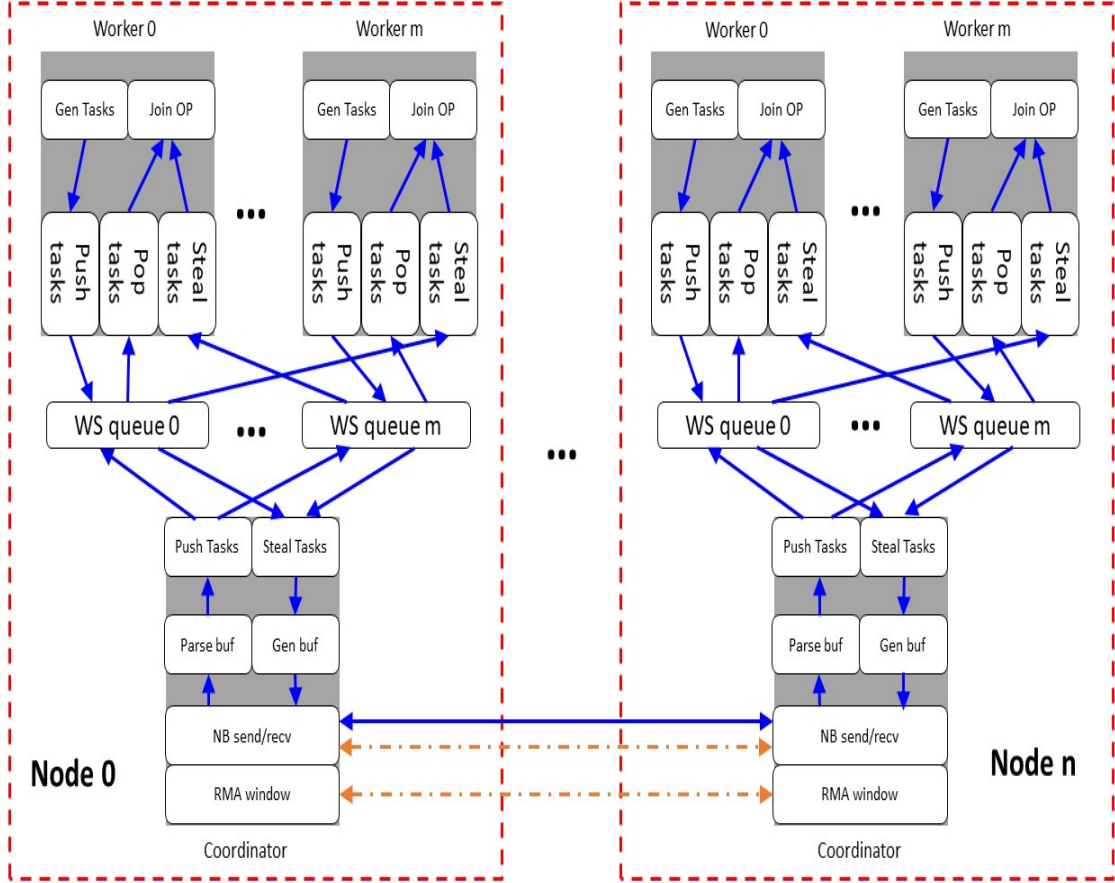 Worker 0
Worker m
Worker 0
Worker m
Gen Tasks
Join OP
Gen Tasks
Join OP
Gen Tasks
Join OP
Gen Tasks
Join OP
...
...
Push
tasks
Pop
tasks
Steal
tasks
Push
tasks
Pop
tasks
Steal
tasks
Push
tasks
Pop
tasks
Steal
tasks
Push
tasks
Pop
tasks
Steal
tasks
WS queue 0
...
WS queue m
...
WS queue 0
...
WS queue m
Push Tasks
Steal Tasks
Push Tasks
Steal Tasks
Parse buf
Gen buf
Parse buf
Gen buf
NB send/recv
NB send/recv
Node 0
Node n
RMA window
RMA window
Coordinator
Coordinator